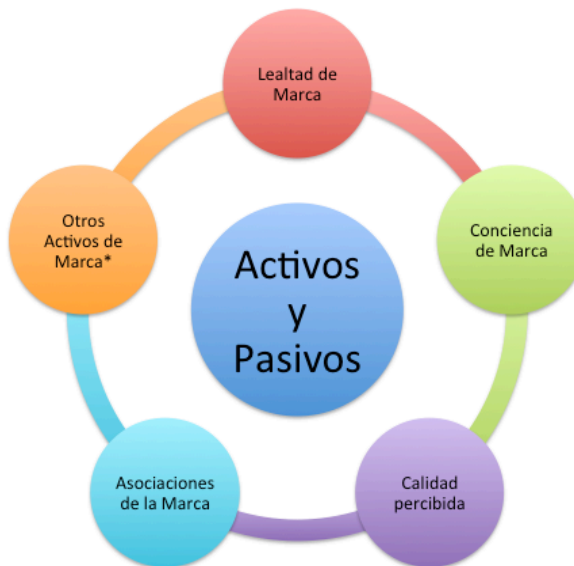 Lealtad de
Marca
Conciencia
de Marca
Calidad
percibida
Asociaciones
de la Marca
Otros
Activos de
Marca*
Activos
y
Pasivos